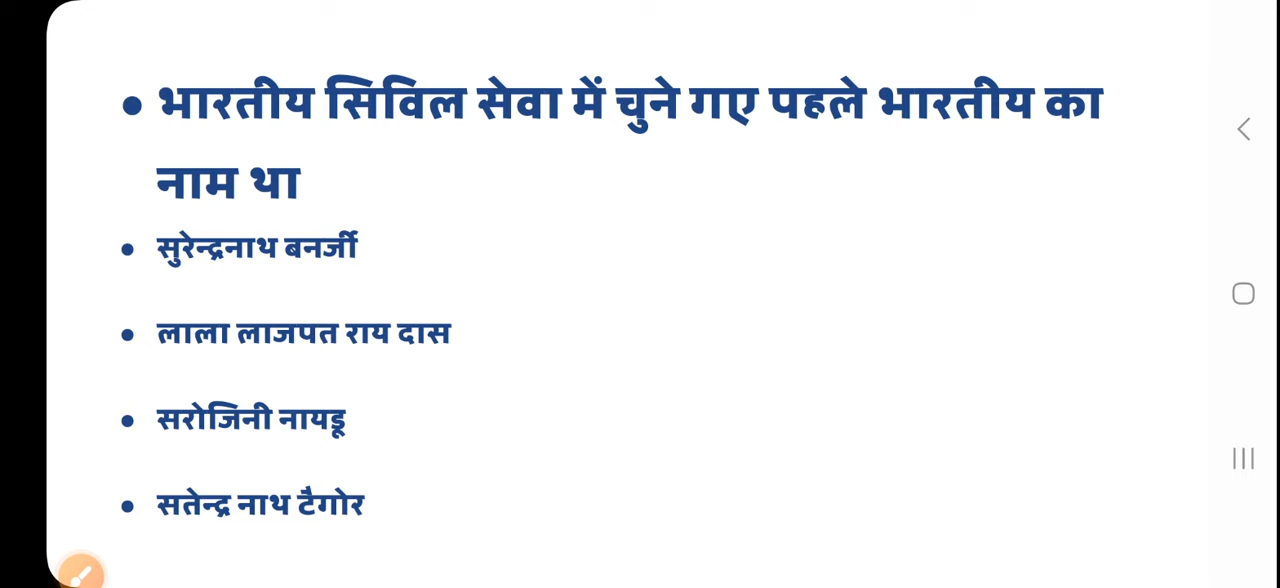 • भारतीय सिविल सेवा में चुने गए पहले भारतीय का
नाम था
• सुरेन्द्रनाथ बनर्जी
• लाला लाजपत राय दास
• सरोजिनी नायडू
• सतेन्द्र नाथ टैगोर